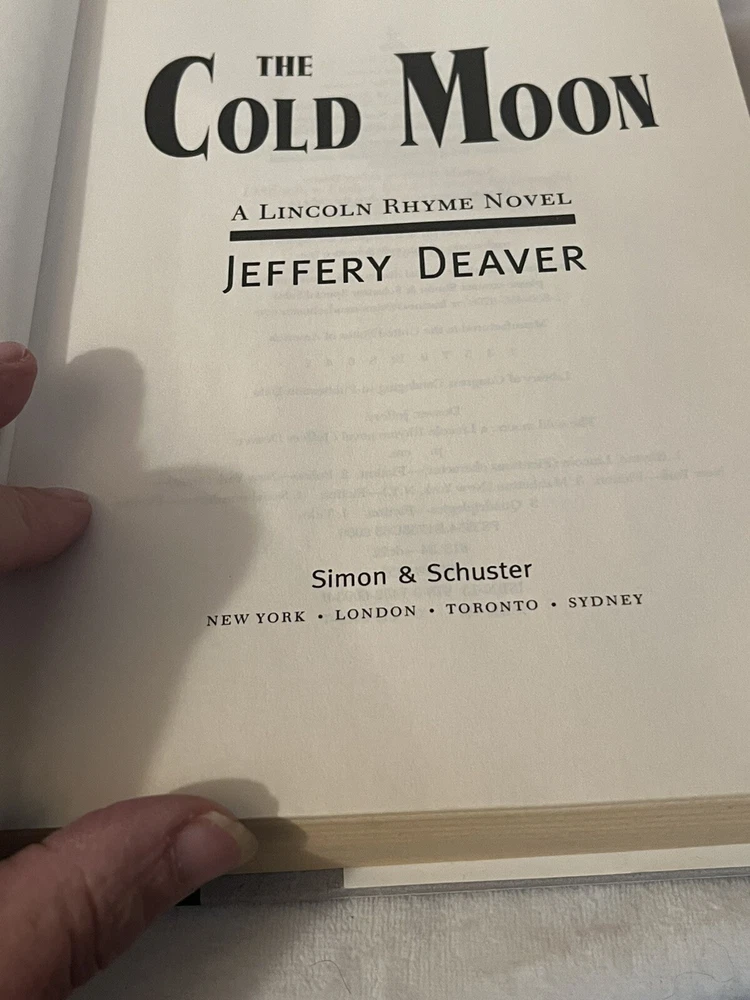 THE
COLD MOON
A LINCOLN RHYME NOVEL
JEFFERY DEAVER
Simon & Schuster
NEW YORK • LONDON • TORONTO • SYDNEY